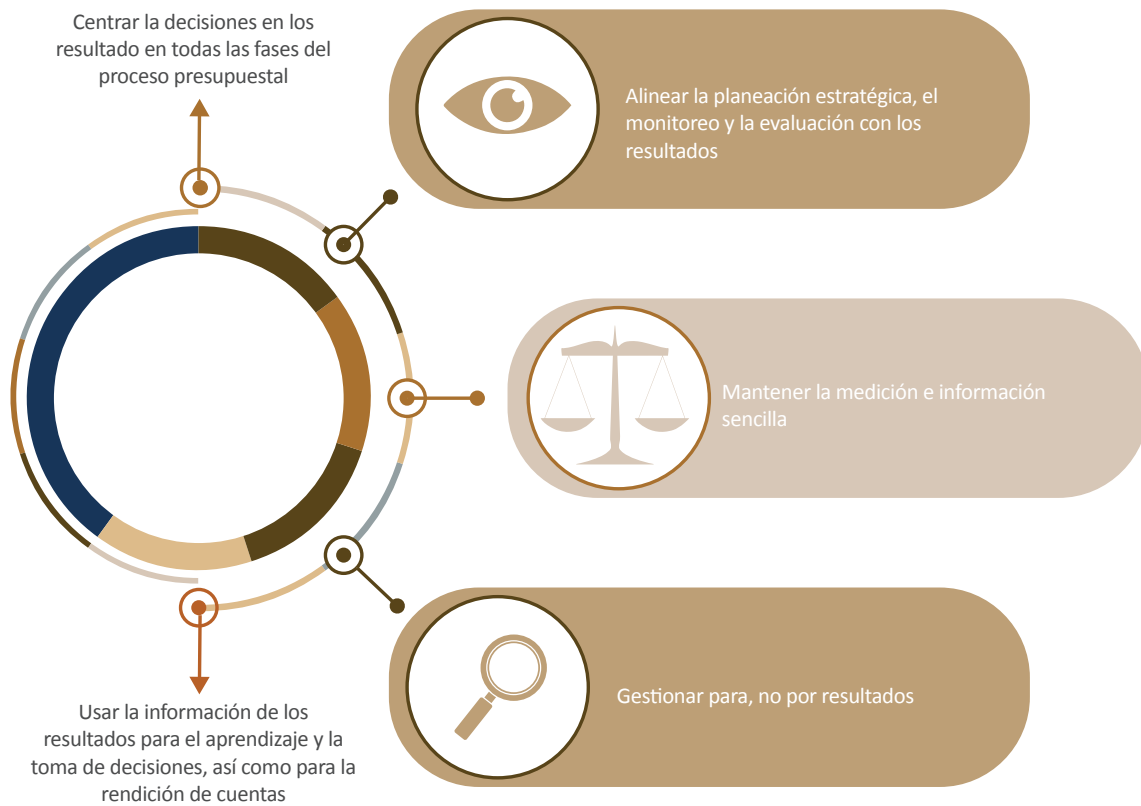 Centrar la decisiones en los
resultado en todas las fases del
proceso presupuestal
Alinear la planeación estratégica, el
monitoreo y la evaluación con los
resultados
Mantener la medición e información
sencilla
Gestionar para, no por resultados
Usar la información de los
resultados para el aprendizaje y la
toma de decisiones, así como para la
rendición de cuentas